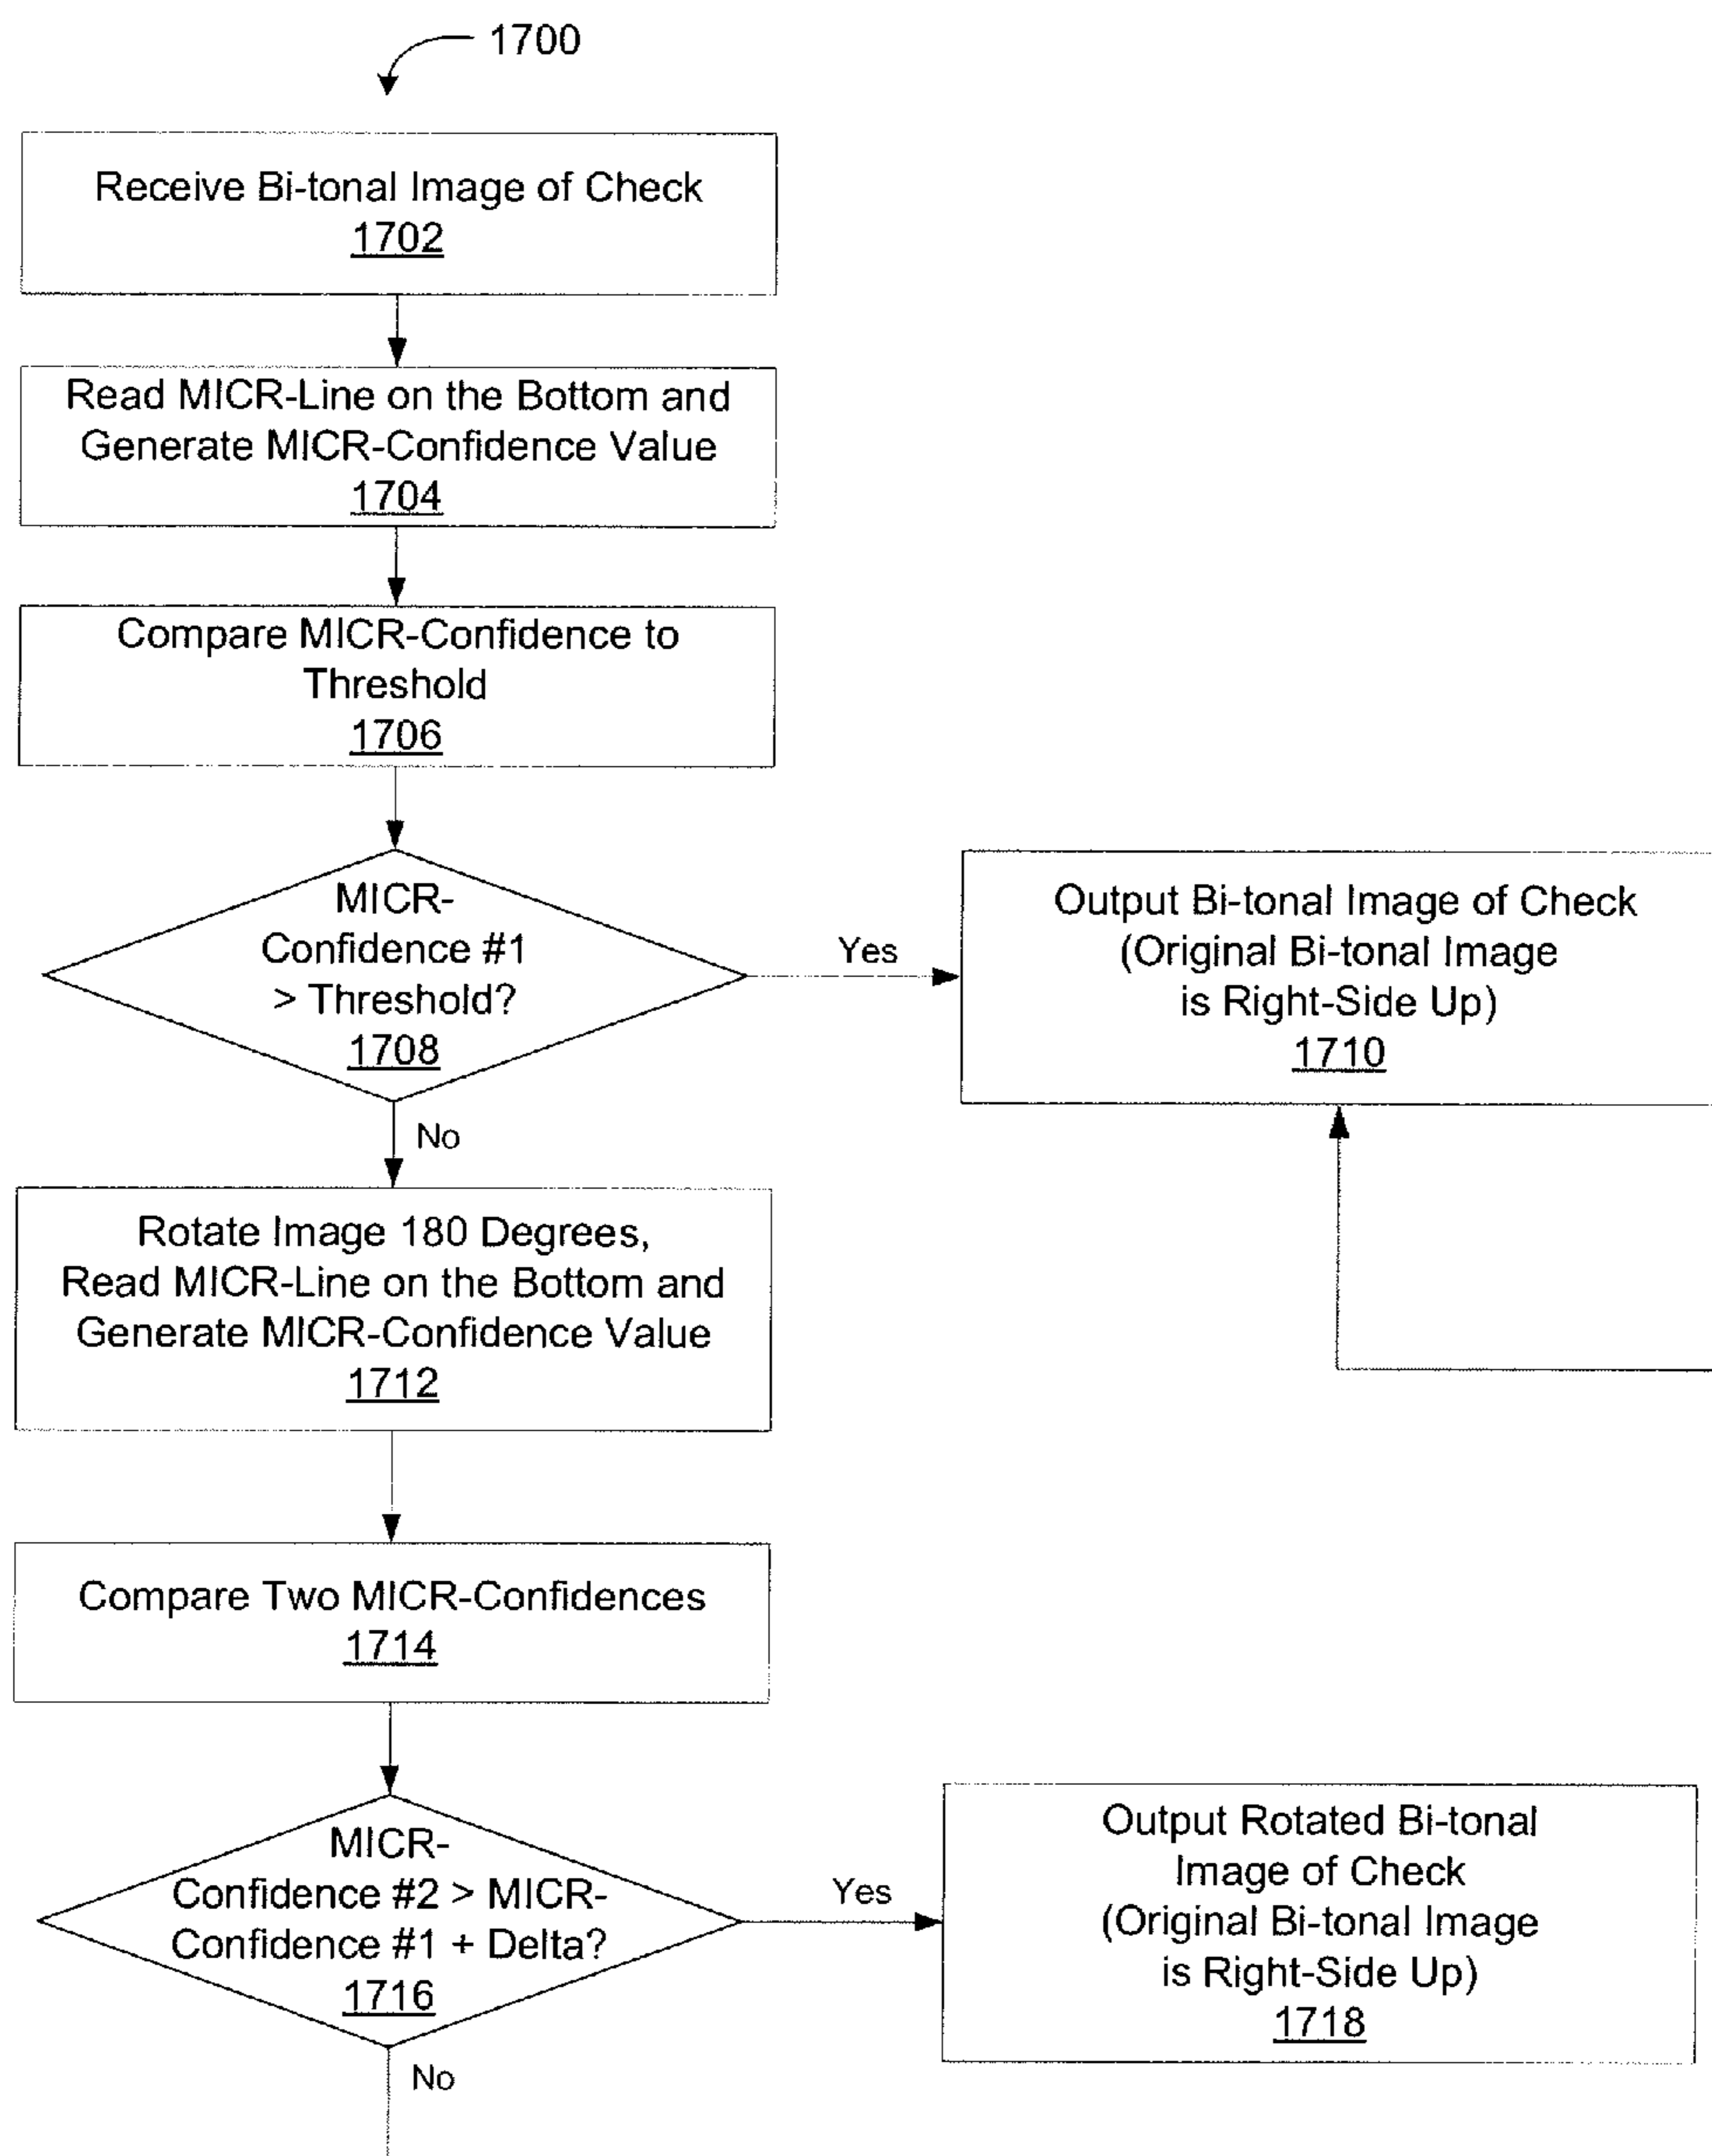 1700
Receive Bi-tonal Image of Check
1702
Read MICR-Line on the Bottom and
Generate MICR-Confidence Value
1704
Compare MICR-Confidence to
Threshold
1706
MICR-
Confidence #1
> Threshold?
1708
Yes
Output Bi-tonal Image of Check
(Original Bi-tonal Image
is Right-Side Up)
1710
No
Rotate Image 180 Degrees,
Read MICR-Line on the Bottom and
Generate MICR-Confidence Value
1712
Compare Two MICR-Confidences
1714
MICR-
Confidence #2 > MICR-
Confidence #1 + Delta?
1716
Yes
Output Rotated Bi-tonal
Image of Check
(Original Bi-tonal Image
is Right-Side Up)
1718
No